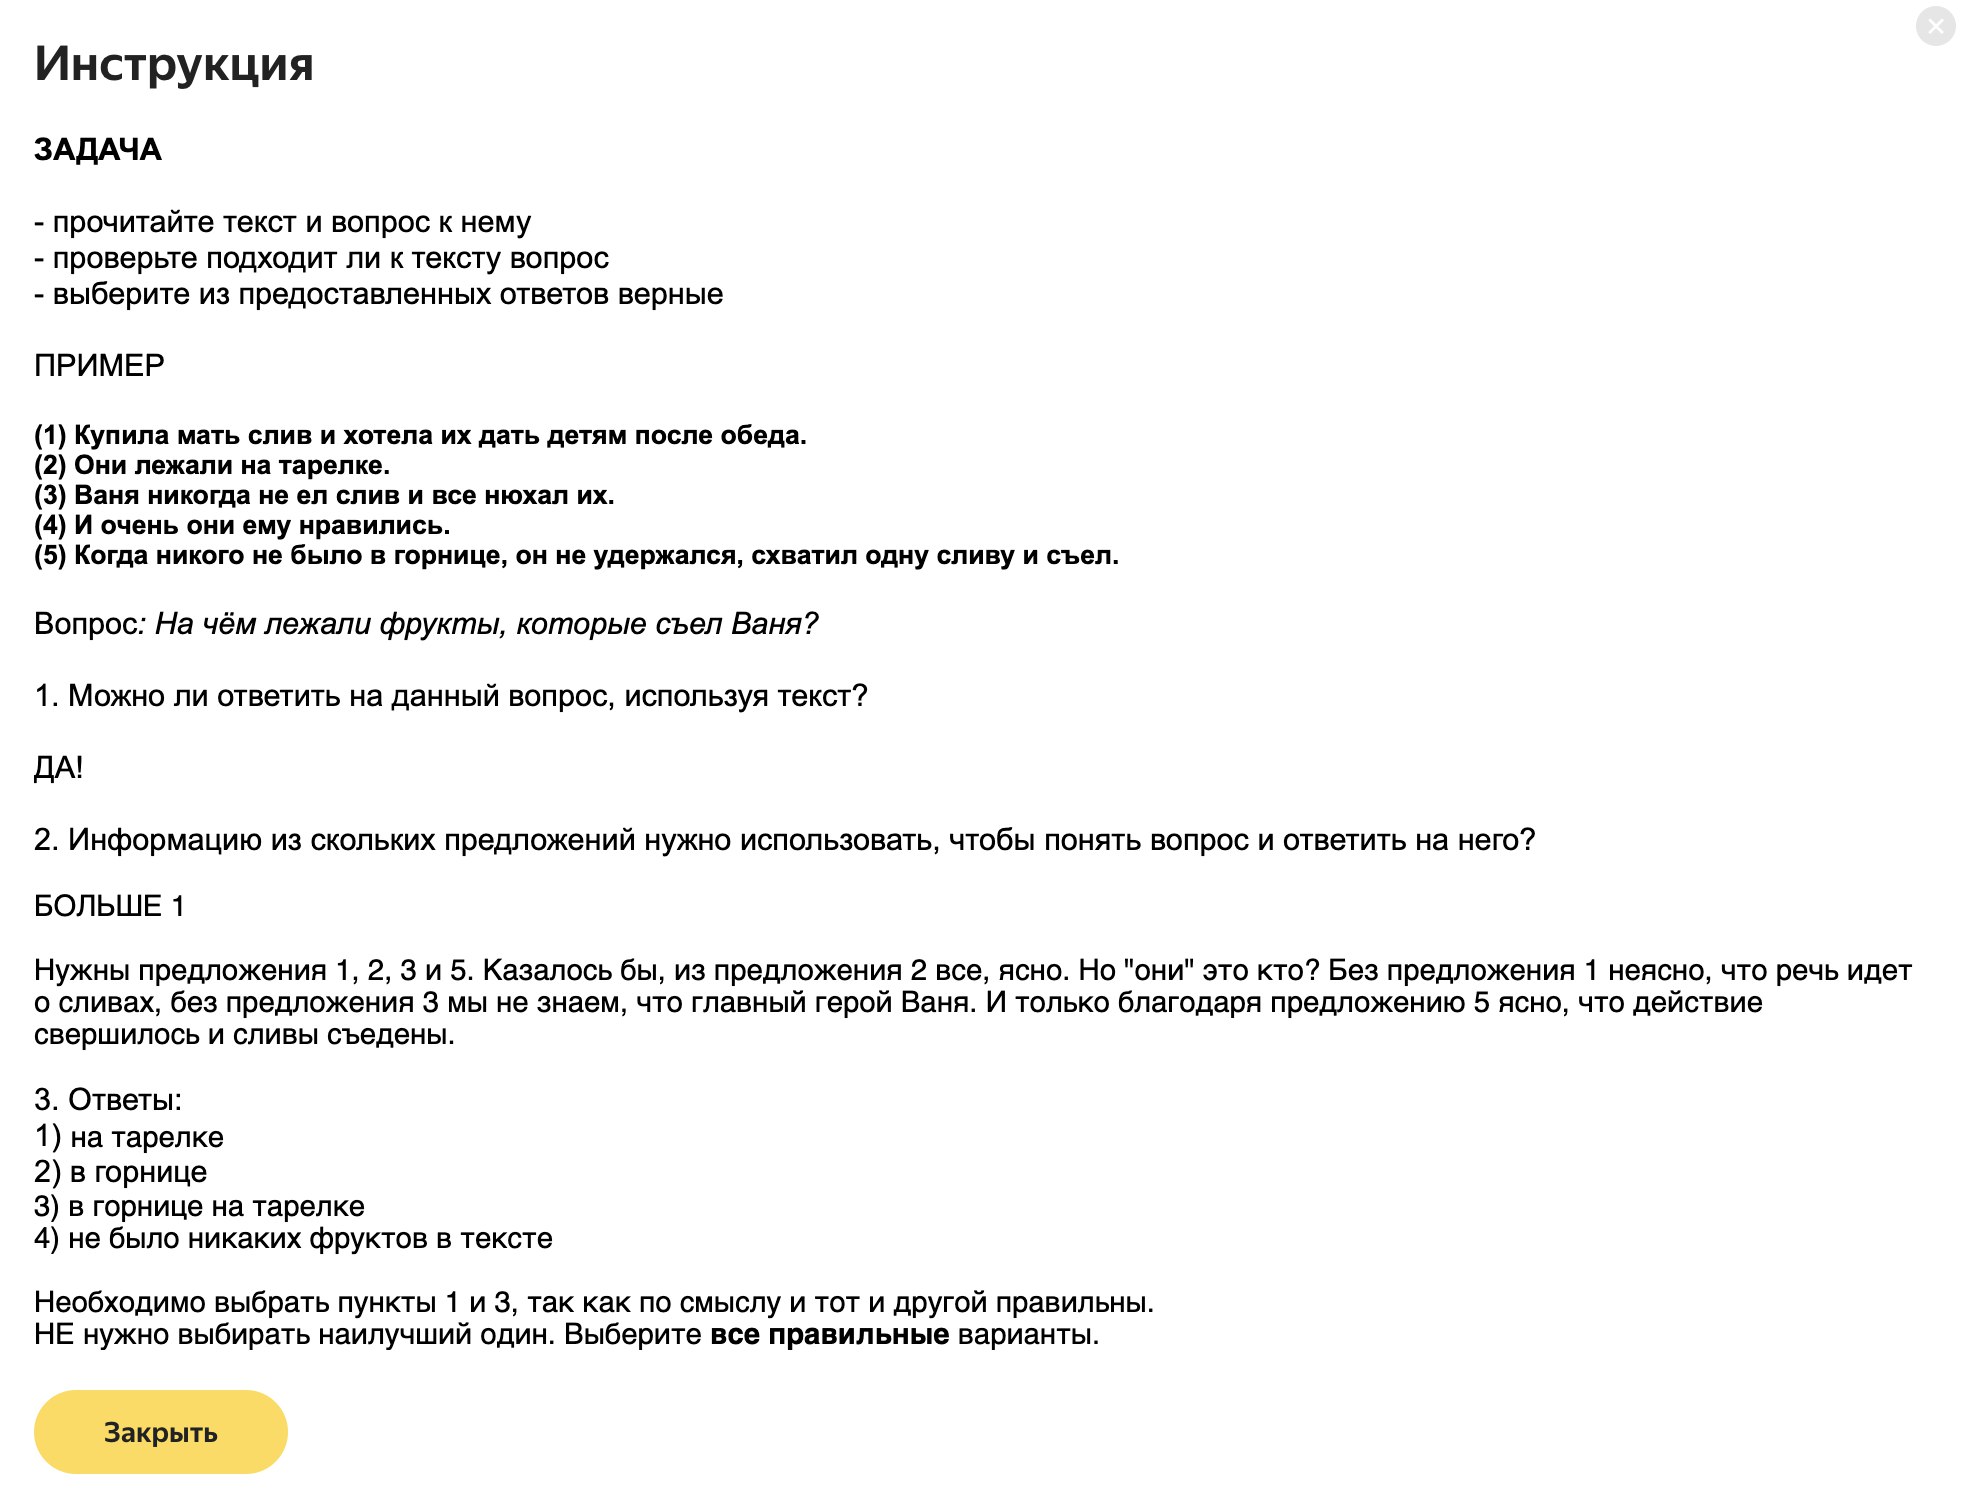 Инструкция
ЗАДАЧА
- прочитайте текст и вопрос к нему
- проверьте подходит ли к тексту вопрос
- выберите из предоставленных ответов верные
ПРИМЕР
(1) Купила мать слив и хотела их дать детям после обеда.
(2) Они лежали на тарелке.
(3) Ваня никогда не ел слив и все нюхал их.
(4) И очень они ему нравились.
(5) Когда никого не было в горнице, он не удержался, схватил одну сливу и съел.
Вопрос: На чём лежали фрукты, которые съел Ваня?
1. Можно ли ответить на данный вопрос, используя текст?
ДА!
2. Информацию из скольких предложений нужно использовать, чтобы понять вопрос и ответить на него?
БОЛЬШЕ 1
Нужны предложения 1, 2, 3 и 5. Казалось бы, из предложения 2 все, ясно. Но "они" это кто? Без предложения 1 неясно, что речь идет
о сливах, без предложения 3 мы не знаем, что главный герой Ваня. И только благодаря предложению 5 ясно, что действие
свершилось и сливы съедены.
3. Ответы:
1) на тарелке
2) в горнице
3) в горнице на тарелке
4) не было никаких фруктов в тексте
Необходимо выбрать пункты 1 и 3, так как по смыслу и тот и другой правильны.
НЕ нужно выбирать наилучший один. Выберите все правильные варианты.
Закрыть